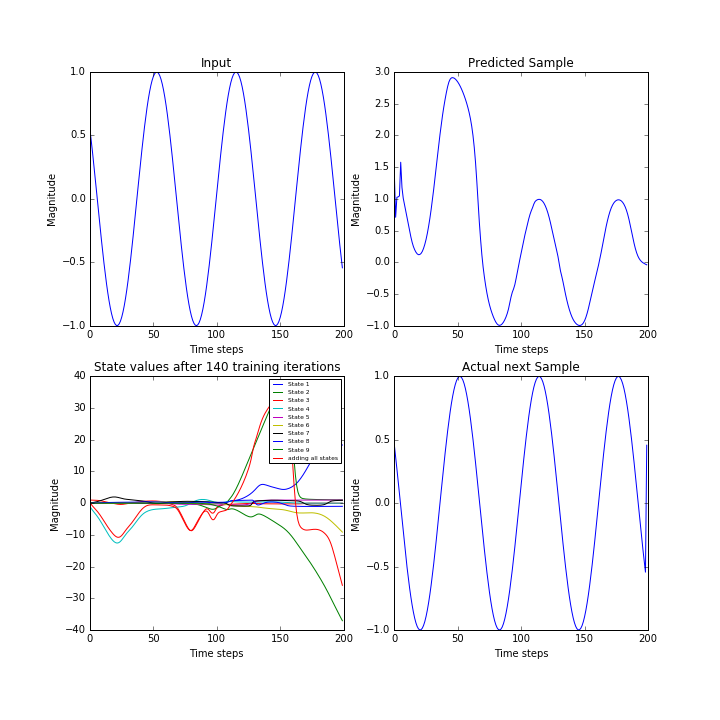 Input
1.0
0.5
0.0
−0.5
−1.0
0 50 100 150 200
Magnitude
Time steps
Predicted Sample
3.0
2.5
2.0
1.5
1.0
0.5
0.0
−0.5
−1.0
0 50 100 150 200
Magnitude
Time steps
State values after 140 training iterations
40
30
20
10
0
−10
−20
−30
−40
0 50 100 150 200
Magnitude
Time steps
State 1
State 2
State 3
State 4
State 5
State 6
State 7
State 8
State 9
adding all states
Actual next Sample
1.0
0.5
0.0
−0.5
−1.0
0 50 100 150 200
Magnitude
Time steps